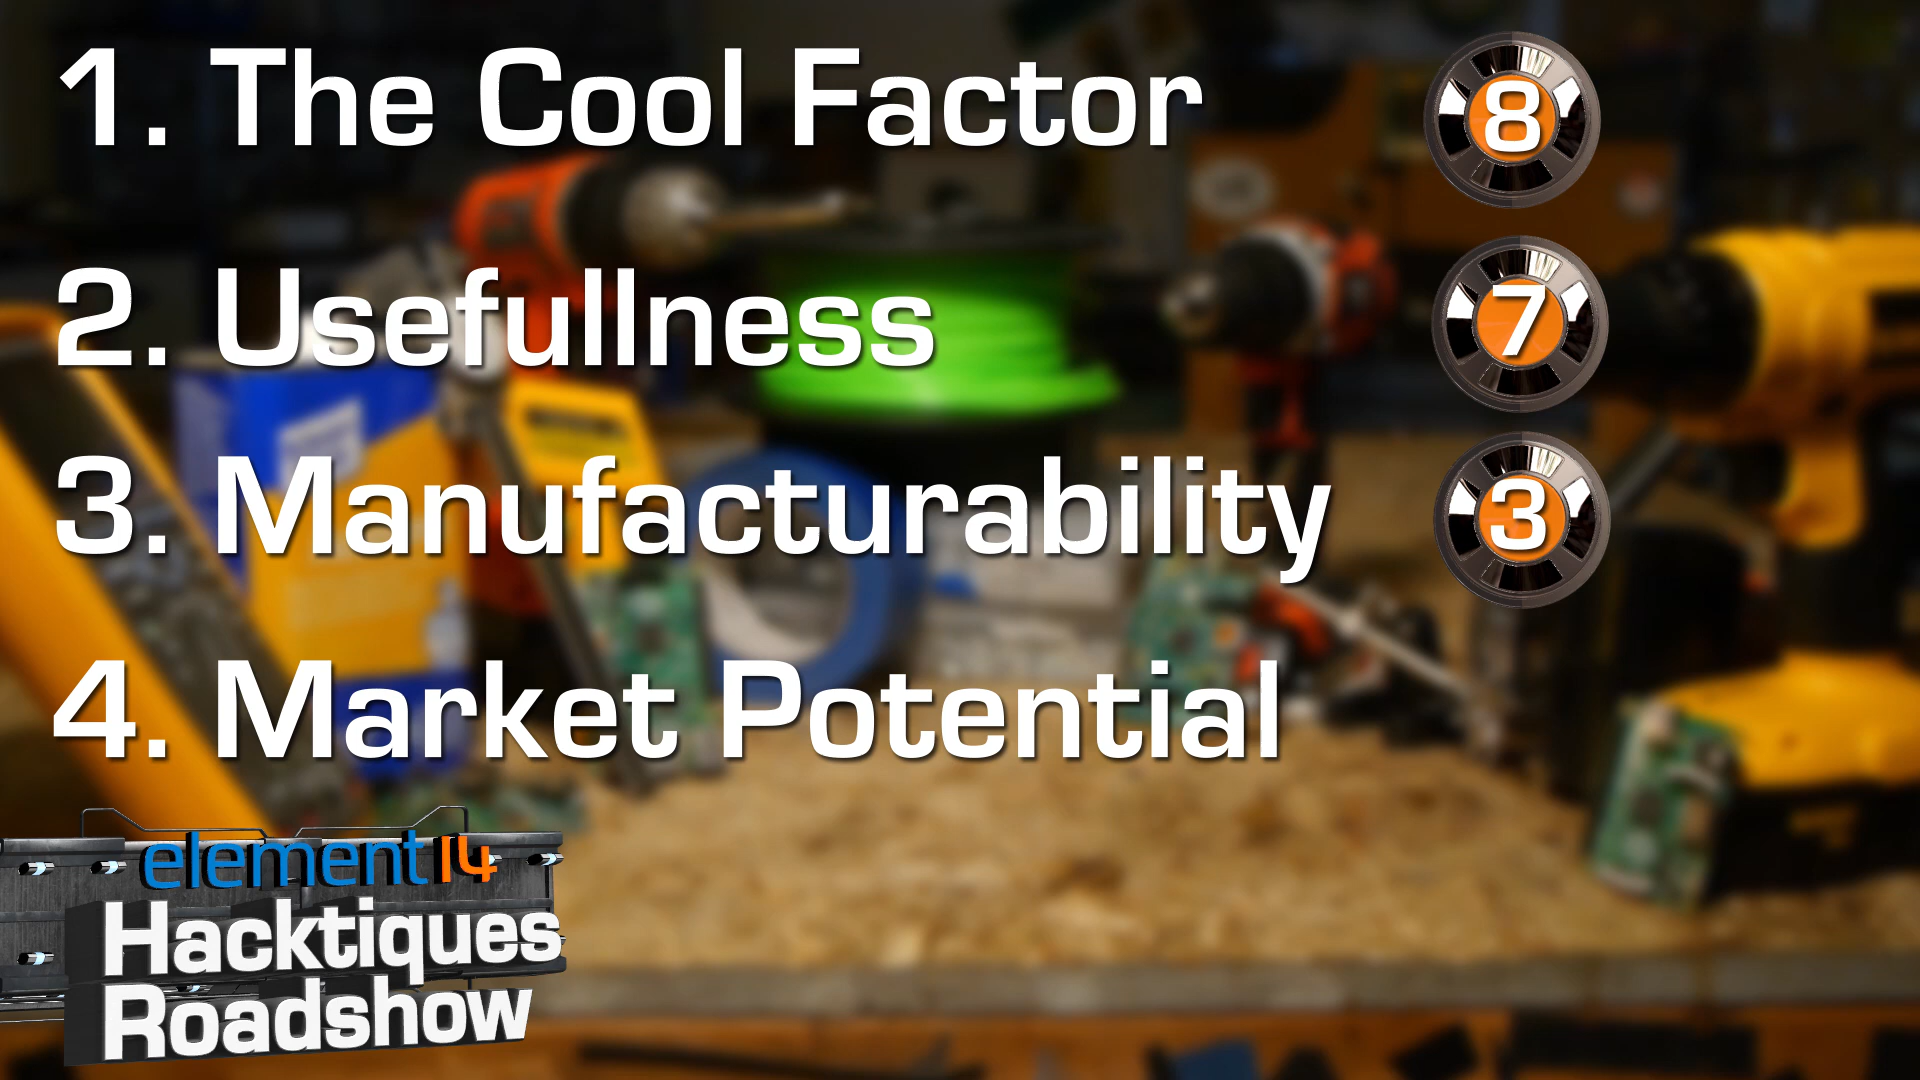 1. The Cool Factor 8
2. Usefullness 7
3. Manufacturability 3
4. Market Potential
element14
Hacktiques
Roadshow